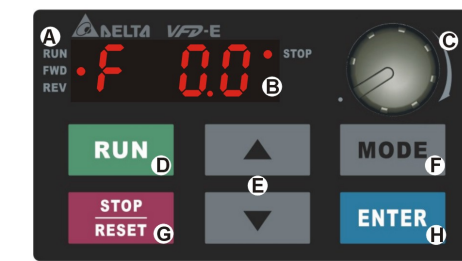 DELTA VFD-E
A
RUN
FWD
REV
F 0.0
STOP
B
C
RUN
D
E
MODE
F
STOP
RESET
G
ENTER
H